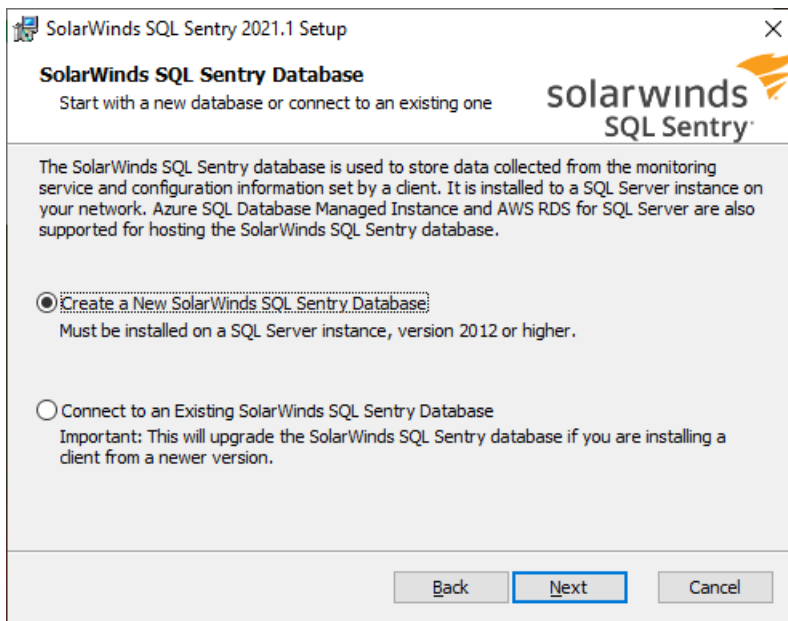 SolarWinds SQL Sentry 2021.1 Setup
SolarWinds SQL Sentry Database
Start with a new database or connect to an existing one
solarwinds
SQL Sentry
The SolarWinds SQL Sentry database is used to store data collected from the monitoring
service and configuration information set by a client. It is installed to a SQL Server instance on
your network. Azure SQL Database Managed Instance and AWS RDS for SQL Server are also
supported for hosting the SolarWinds SQL Sentry database.
Create a New SolarWinds SQL Sentry Database
Must be installed on a SQL Server instance, version 2012 or higher.
Connect to an Existing SolarWinds SQL Sentry Database
Important: This will upgrade the SolarWinds SQL Sentry database if you are installing a
client from a newer version.
Back Next Cancel